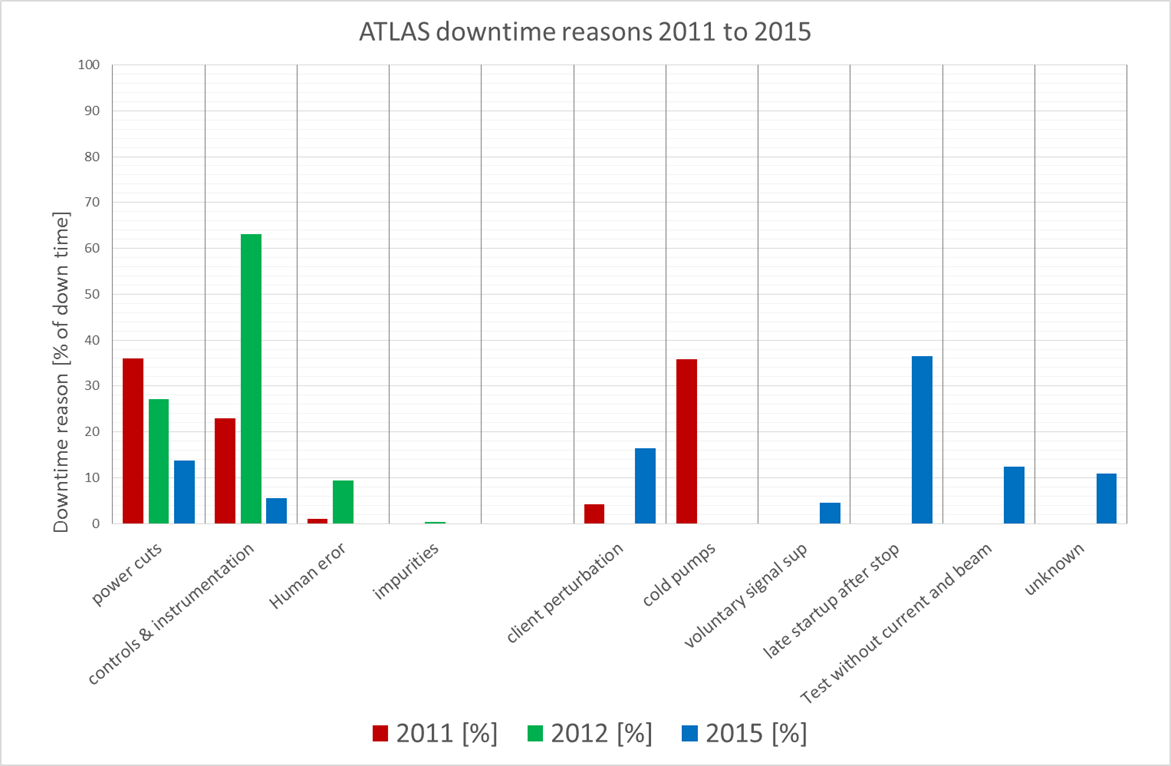 ATLAS downtime reasons 2011 to 2015
Downtime reason [% of down time]
100
90
80
70
60
50
40
30
20
10
0
power cuts
controls & instrumentation
Human eror
impurities
client perturbation
cold pumps
voluntary signal sup
late startup after stop
Test without current and beam
unknown
2011 [%]
2012 [%]
2015 [%]